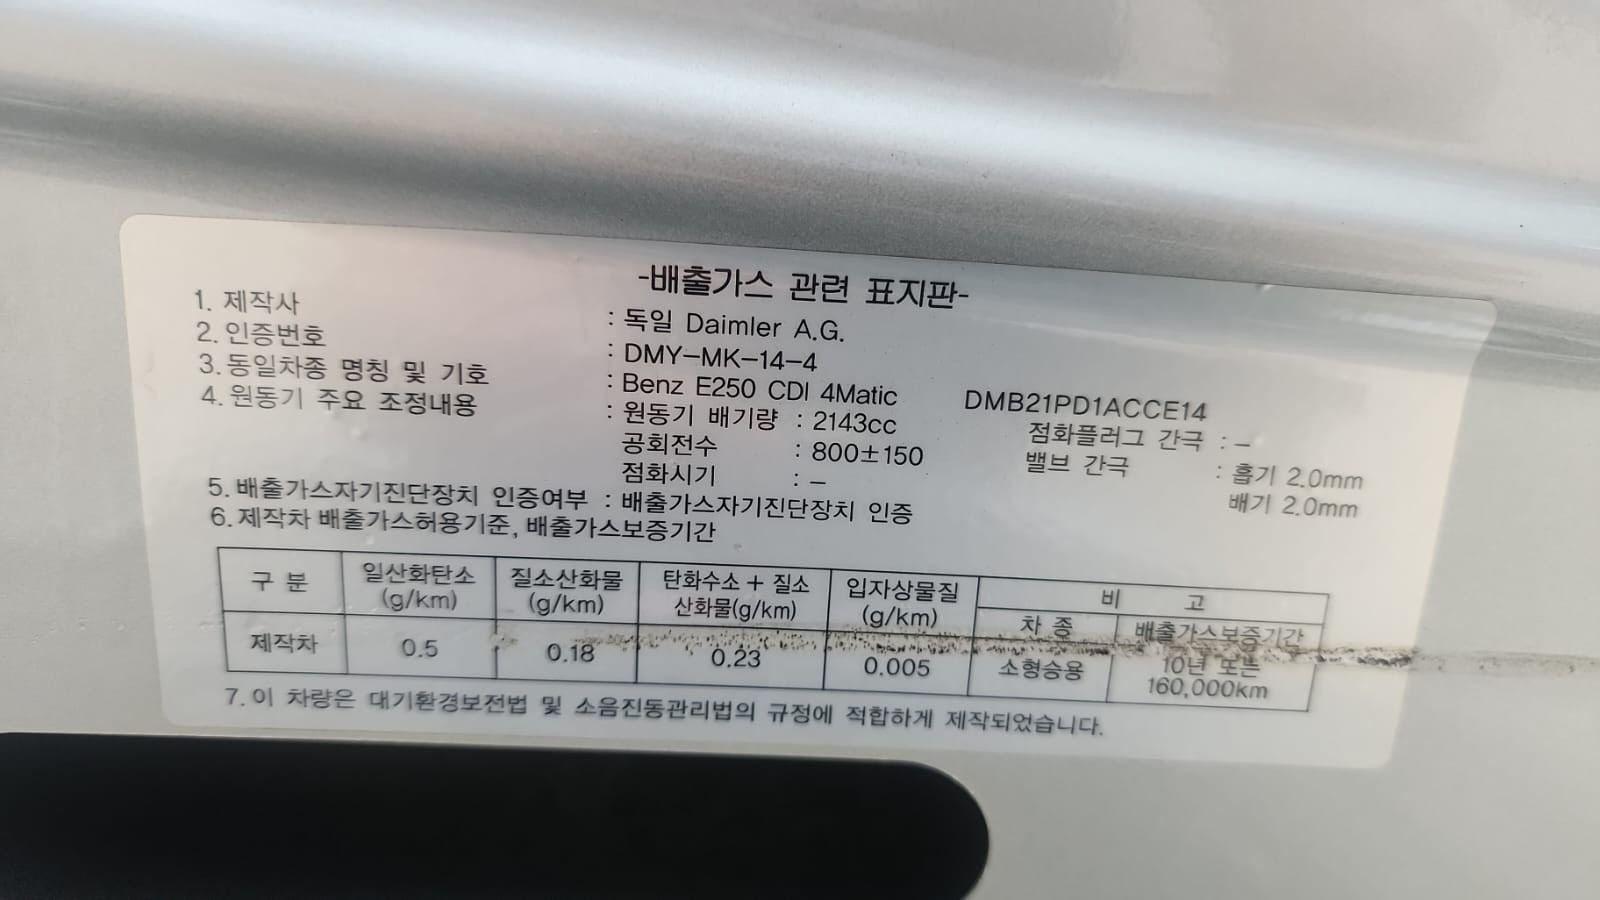 -배출가스 관련 표지판-
1. 제작사 : 독일 Daimler A.G.
2. 인증번호 : DMY-MK-14-4
3. 동일차종 명칭 및 기호 : Benz E250 CDI 4Matic DMB21PD1ACCE14
4. 원동기 주요 조정내용 : 원동기 배기량 : 2143cc 점화플러그 간극 : -
공회전수 : 800±150 밸브 간극 : 흡기 2.0mm
점화시기 : - 배기 2.0mm
5. 배출가스자기진단장치 인증여부 : 배출가스자기진단장치 인증
6. 제작차 배출가스허용기준, 배출가스보증기간
구 분 일산화탄소 (g/km) 질소산화물 (g/km) 탄화수소 + 질소산화물(g/km) 입자상물질 (g/km) 비 고
차 종 배출가스보증기간
제작차 0.5 0.18 0.23 0.005 소형승용 10년 또는 160,000km
7. 이 차량은 대기환경보전법 및 소음진동관리법의 규정에 적합하게 제작되었습니다.